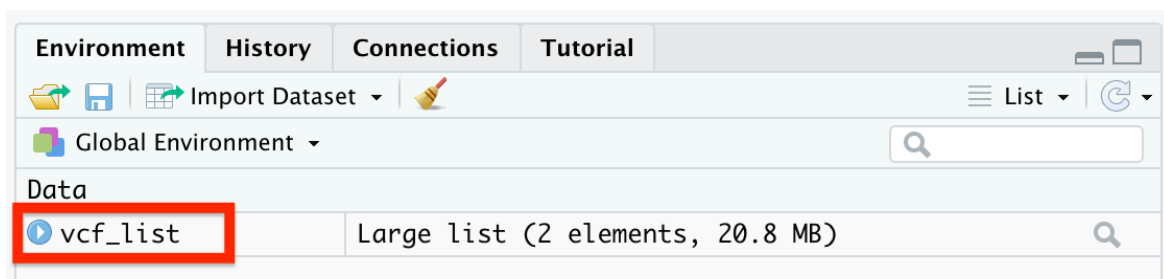 Environment History Connections Tutorial
Import Dataset List
Global Environment
Data
vcf_list Large list (2 elements, 20.8 MB)